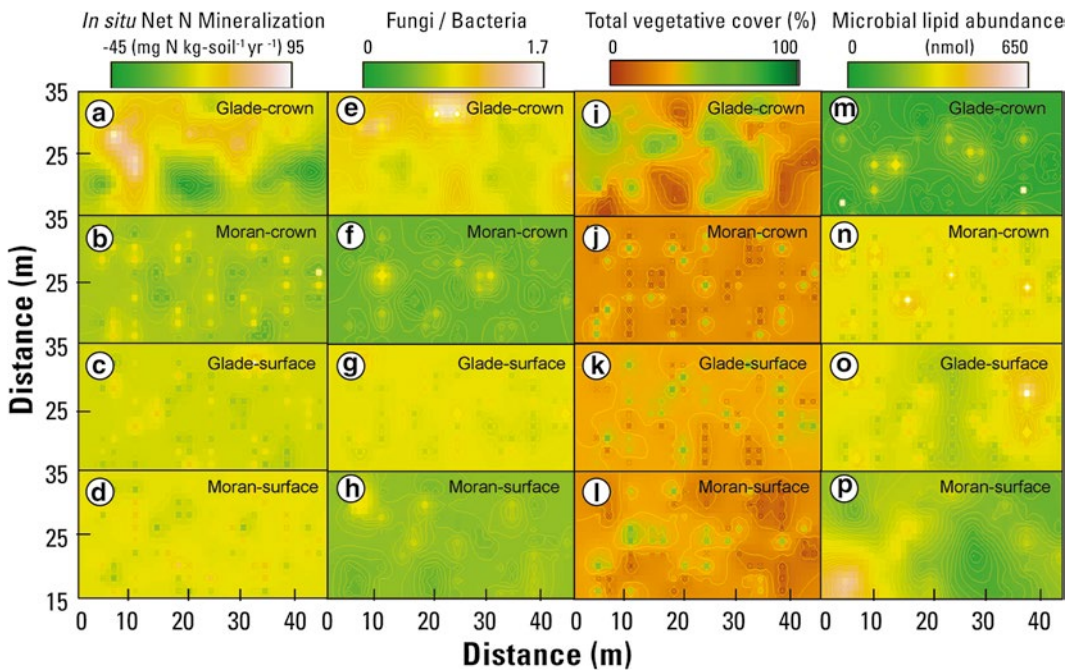 In situ Net N Mineralization
-45 (mg N kg-soil⁻¹ yr ⁻¹) 95
Fungi / Bacteria
0 1.7
Total vegetative cover (%)
0 100
Microbial lipid abundance
0 (nmol) 650
35
25
35
25
35
25
35
25
15
Distance (m)
a Glade-crown
e Glade-crown
i Glade-crown
m Glade-crown
b Moran-crown
f Moran-crown
j Moran-crown
n Moran-crown
c Glade-surface
g Glade-surface
k Glade-surface
o Glade-surface
d Moran-surface
h Moran-surface
l Moran-surface
p Moran-surface
0 10 20 30 40 0 10 20 30 40 0 10 20 30 40 0 10 20 30 40
Distance (m)